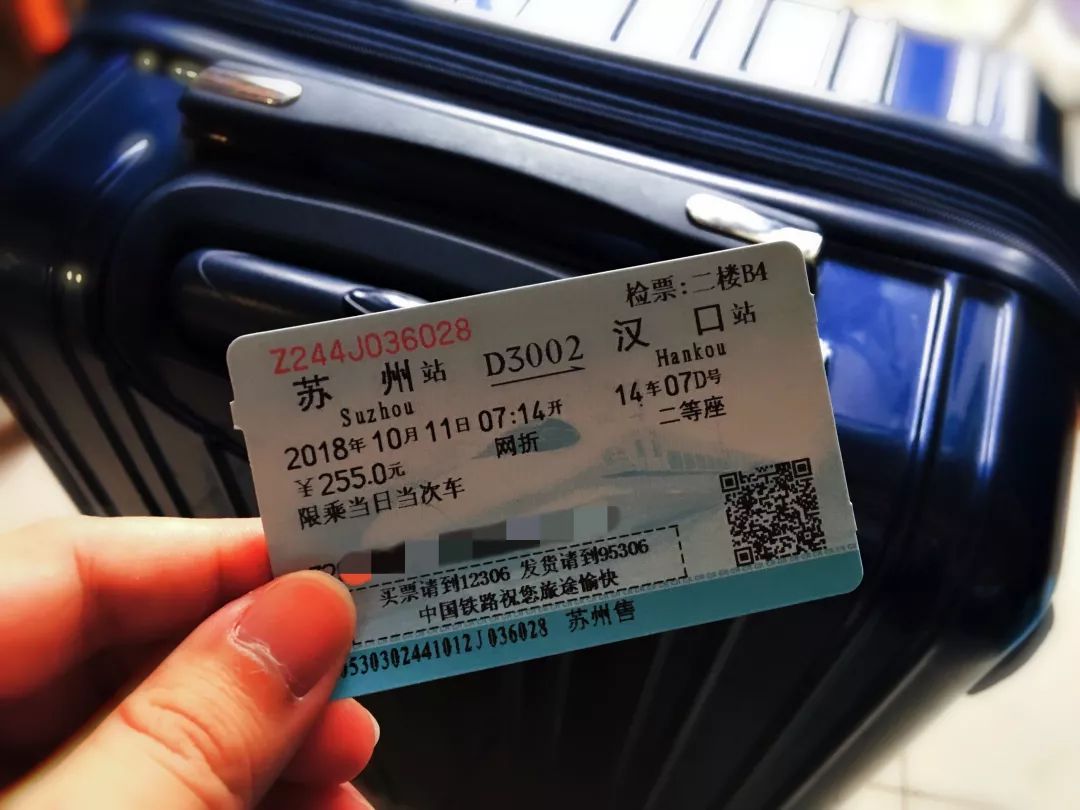 Z244J036028
检票:二楼B4
苏州站 D3002 汉口站
Suzhou Hankou
2018年10月11日07:14开 14车07D号
¥255.0元 网折 二等座
限乘当日当次车
买票请到12306 发货请到95306
中国铁路祝您旅途愉快
530302441012J036028 苏州售